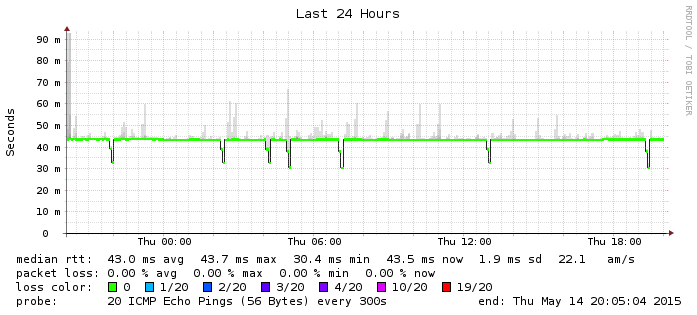 Last 24 Hours
RRDTOOL / TOBI OETIKER
Seconds
90 m
80 m
70 m
60 m
50 m
40 m
30 m
20 m
10 m
0
Thu 00:00 Thu 06:00 Thu 12:00 Thu 18:00
median rtt: 43.0 ms avg 43.7 ms max 30.4 ms min 43.5 ms now 1.9 ms sd 22.1 am/s
packet loss: 0.00 % avg 0.00 % max 0.00 % min 0.00 % now
loss color: 0 1/20 2/20 3/20 4/20 10/20 19/20
probe: 20 ICMP Echo Pings (56 Bytes) every 300s end: Thu May 14 20:05:04 2015